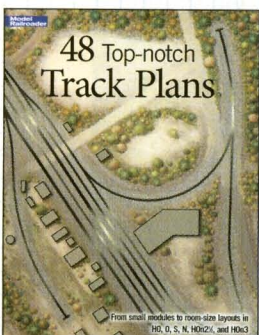 Model
Railroader
48 Top-notch
Track Plans
From small modules to room-size layouts in
HO, O, S, N, HOn2½, and HOn3